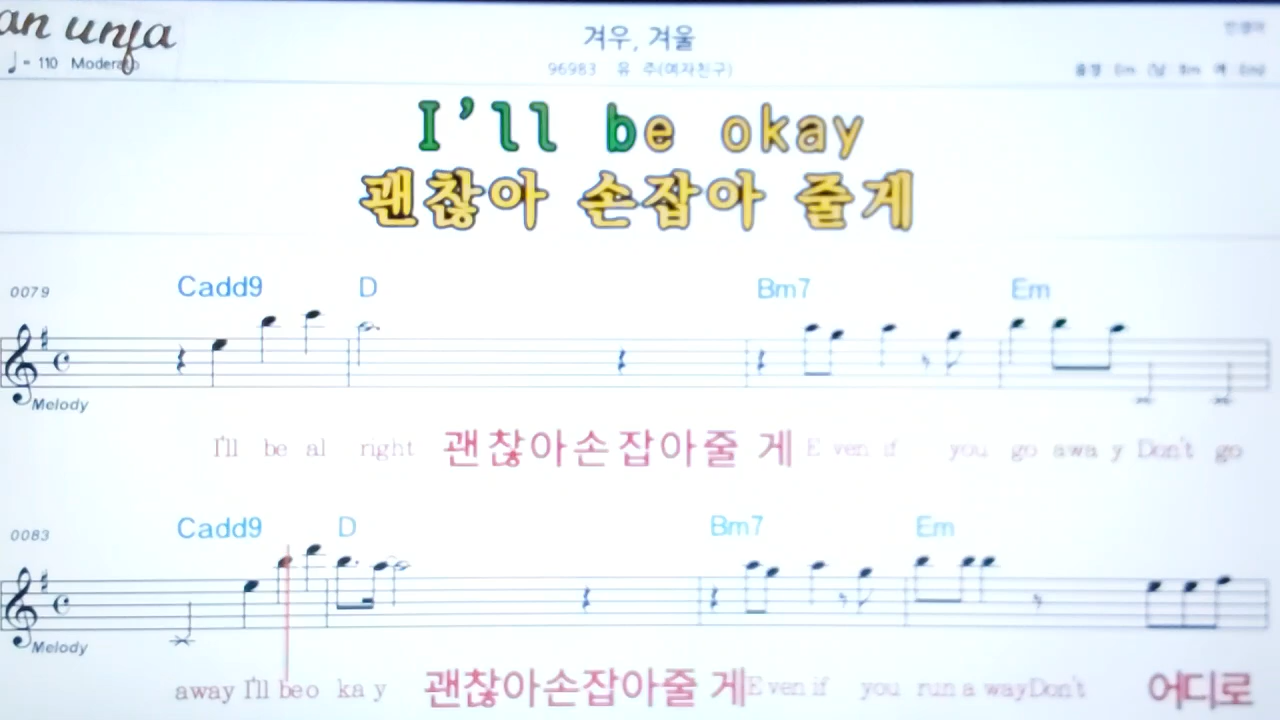 an unfa
♩= 110 Moderato
겨우, 겨울
96983 유 주(여자친구)
I'll be okay
괜찮아 손잡아 줄게
Cadd9 D Bm7 Em
0079
Melody
I'll be al right 괜찮아손잡아줄 게 E ven if you go awa y Don't go
Cadd9 D Bm7 Em
0083
Melody
away I'll beo ka y 괜찮아손잡아줄 게E ven if you run a wayDon't 어디로